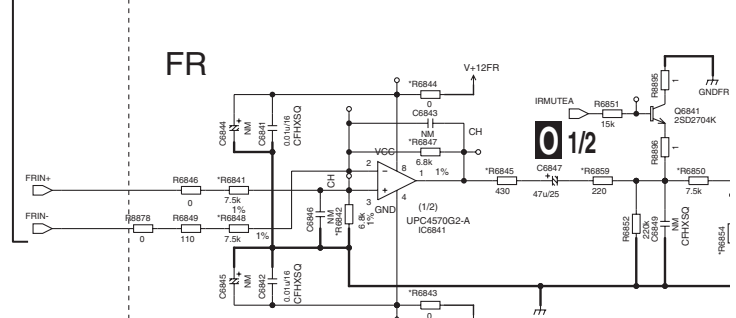 FR
V+12FR
*R6844
0
C6843
NM
CH
*R6847
6.8k
1%
C6844
NM
C6841
0.01u/16
CFHXSQ
VCC
8
2
1
3
4
GND
(1/2)
UPC4570G2-A
IC6841
FRIN+
R6846
0
*R6841
7.5k
1%
CH
FRIN-
R8878
0
R6849
110
*R6848
7.5k
1%
C6846
NM
*R6842
6.8k
1%
C6845
NM
C6842
0.01u/16
CFHXSQ
*R6843
0
*R6845
430
0 1/2
C6847
47u/25
*R6859
220
IRMUTEA
R6851
15k
R8895
1
GNDFR
Q6841
2SD2704K
R8896
1
*R6850
7.5k
R6852
220k
C6849
NM
CFHXSQ
*R6854